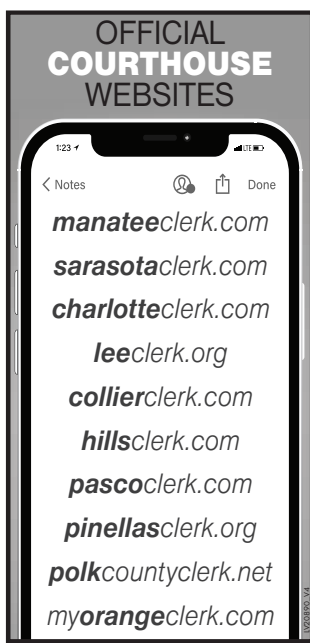 OFFICIAL
COURTHOUSE
WEBSITES
1:23
LTE
Notes
Done
manateeclerk.com
sarasotaclerk.com
charlotteclerk.com
leeclerk.org
collierclerk.com
hillsclerk.com
pascoclerk.com
pinellasclerk.org
polkcountyclerk.net
myorangeclerk.com
LV20890_V4